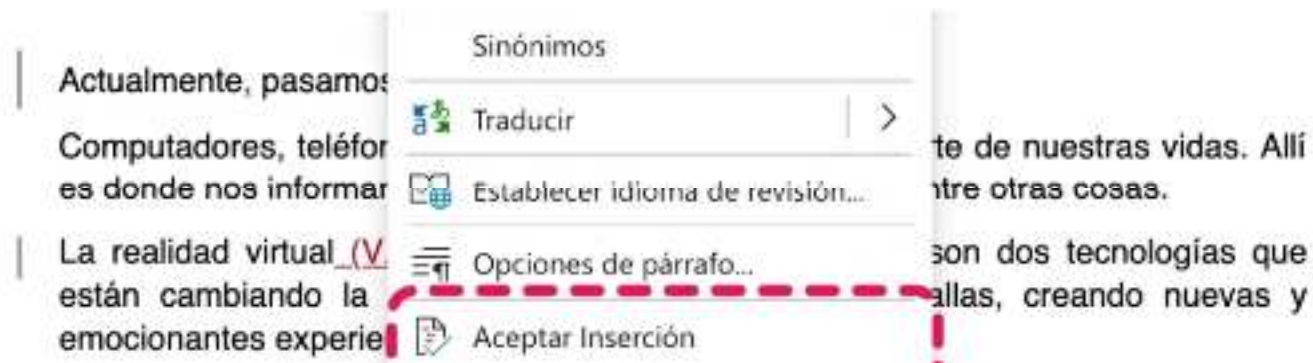 Sinónimos
Actualmente, pasamos
Traducir
Computadores, teléfor te de nuestras vidas. Allí
es donde nos informar Establecer idioma de revisión... ntre otras cosas.
La realidad virtual (V. Opciones de párrafo... son dos tecnologías que
están cambiando la allas, creando nuevas y
emocionantes experie Aceptar Inserción